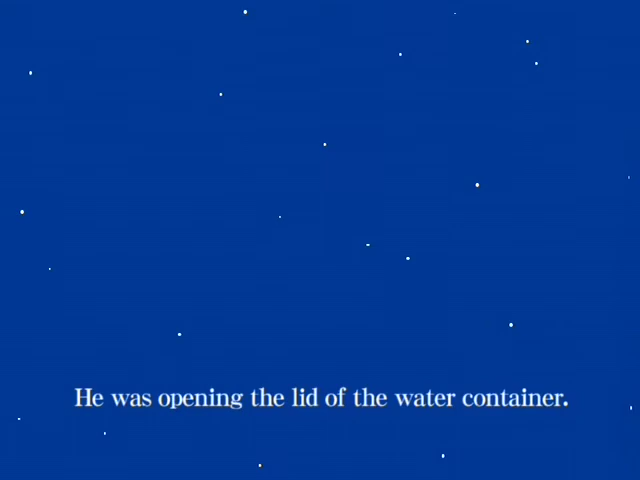 He was opening the lid of the water container.